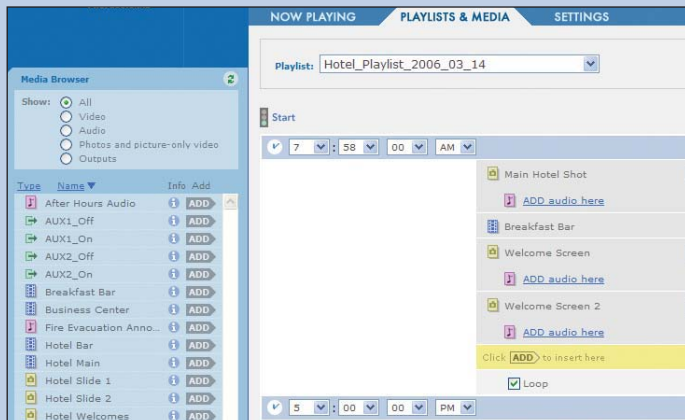 NOW PLAYING PLAYLISTS & MEDIA SETTINGS
Playlist: Hotel_Playlist_2006_03_14
Media Browser
Show: All
Video
Audio
Photos and picture-only video
Outputs
Type Name Info Add
After Hours Audio ADD
AUX1_Off ADD
AUX1_On ADD
AUX2_Off ADD
AUX2_On ADD
Breakfast Bar ADD
Business Center ADD
Fire Evacuation Anno... ADD
Hotel Bar ADD
Hotel Main ADD
Hotel Slide 1 ADD
Hotel Slide 2 ADD
Hotel Welcomes ADD
Start
7 : 58 00 AM
Main Hotel Shot
ADD audio here
Breakfast Bar
Welcome Screen
ADD audio here
Welcome Screen 2
ADD audio here
Click ADD to insert here
Loop
5 : 00 00 PM